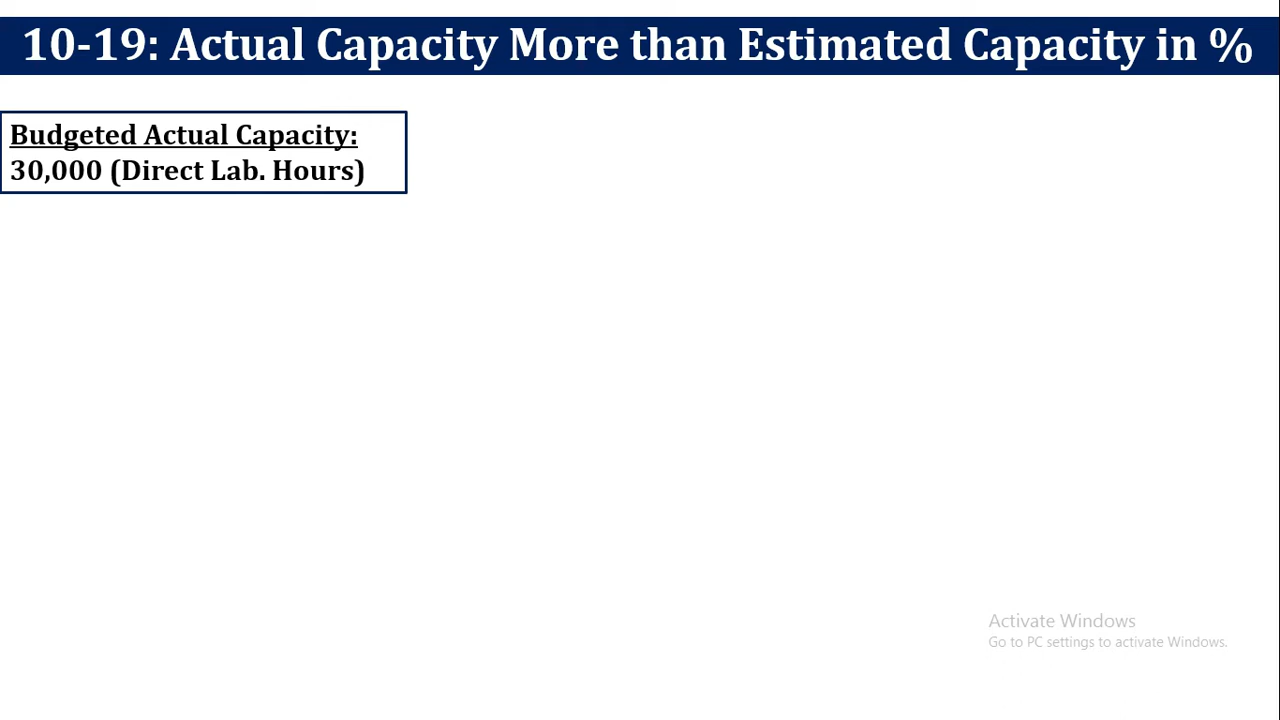 10-19: Actual Capacity More than Estimated Capacity in %
Budgeted Actual Capacity:
30,000 (Direct Lab. Hours)
Activate Windows
Go to PC settings to activate Windows.